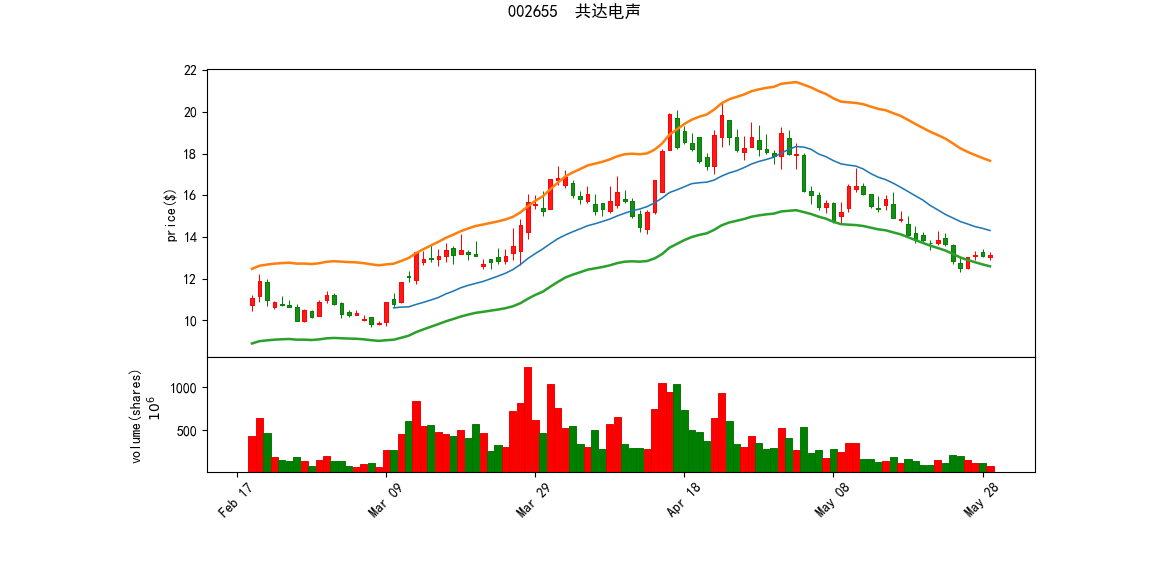 002655  共达电声
22
20
18
16
14
12
10
price($)
1000
500
volume(shares)
10^6
Feb 17
Mar 09
Mar 29
Apr 18
May 08
May 28